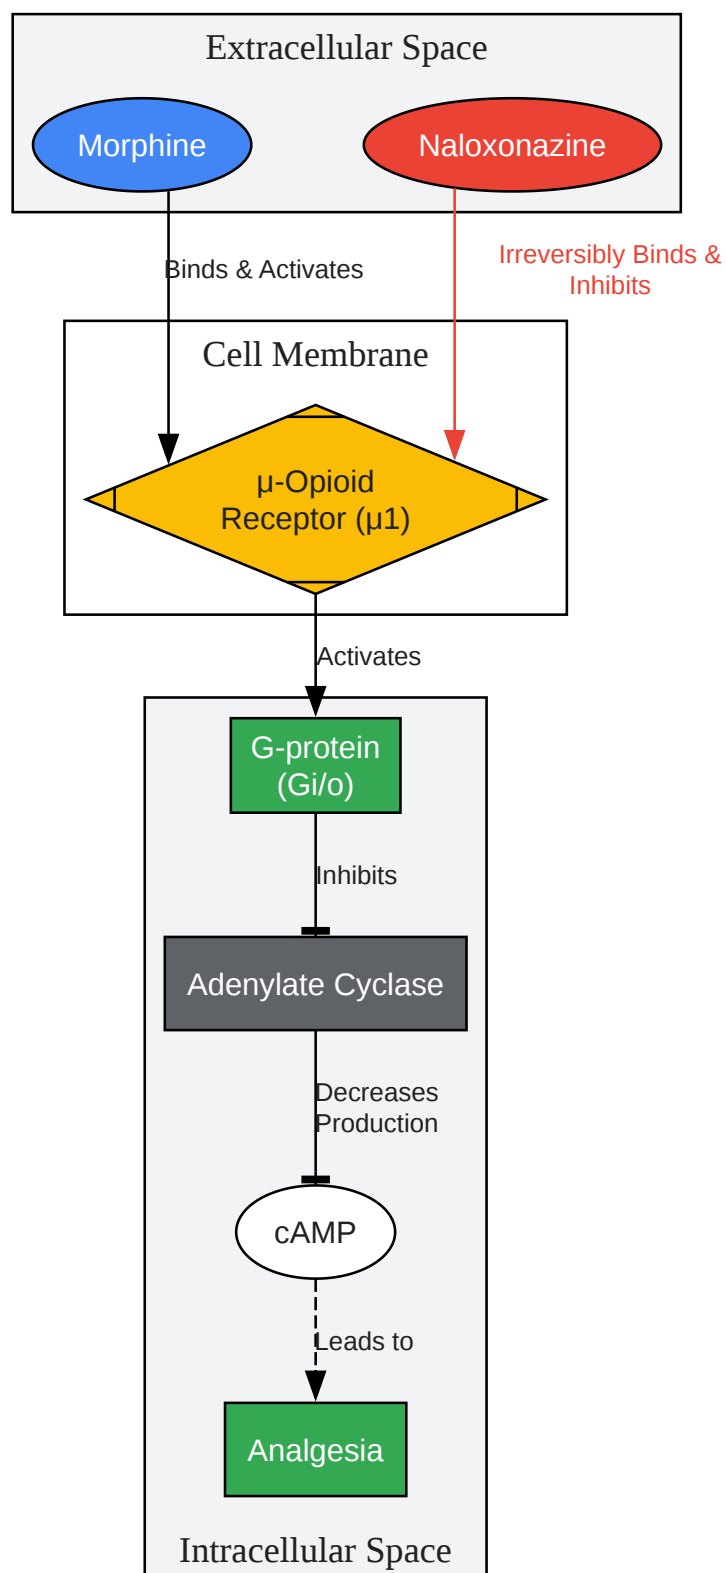 Extracellular Space
Morphine
Naloxonazine
Binds & Activates
Irreversibly Binds &
Inhibits
Cell Membrane
μ-Opioid
Receptor (μ1)
Activates
G-protein
(Gi/o)
Inhibits
Adenylate Cyclase
Decreases
Production
cAMP
Leads to
Analgesia
Intracellular Space